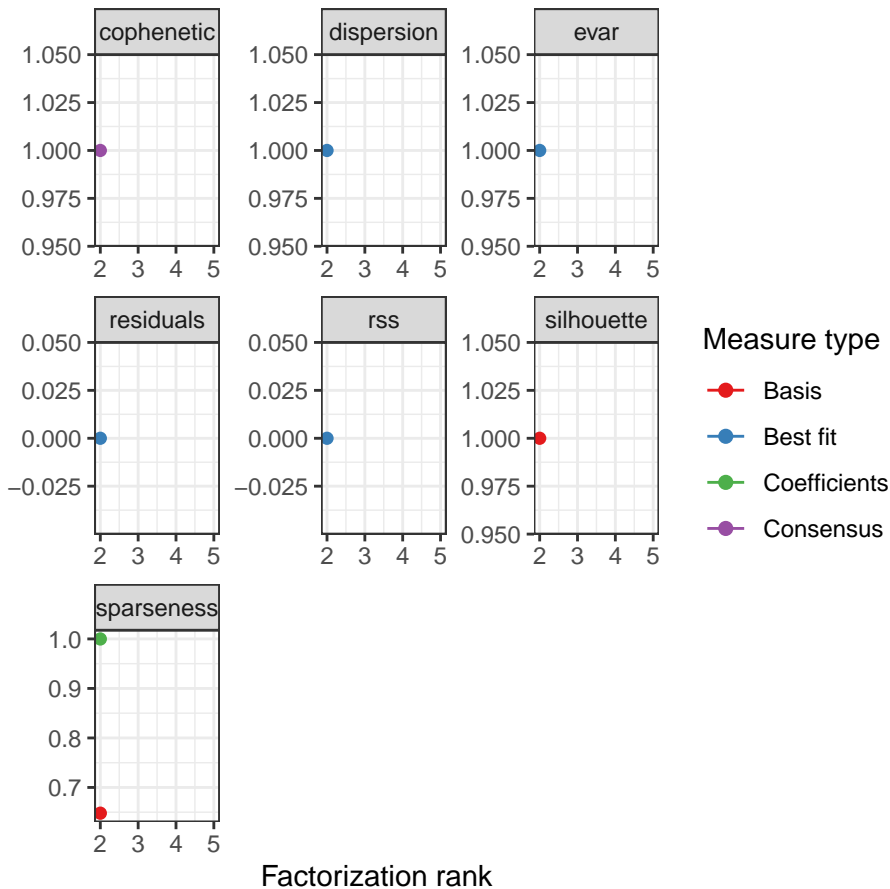 cophenetic dispersion evar
1.050 1.050 1.050
1.025 1.025 1.025
1.000 1.000 1.000
0.975 0.975 0.975
0.950 0.950 0.950
2 3 4 5 2 3 4 5 2 3 4 5
residuals rss silhouette
0.050 0.050 1.050
0.025 0.025 1.025
0.000 0.000 1.000
−0.025 −0.025 0.975
0.950
2 3 4 5 2 3 4 5 2 3 4 5
Measure type
Basis
Best fit
Coefficients
Consensus
sparseness
1.0
0.9
0.8
0.7
2 3 4 5
Factorization rank